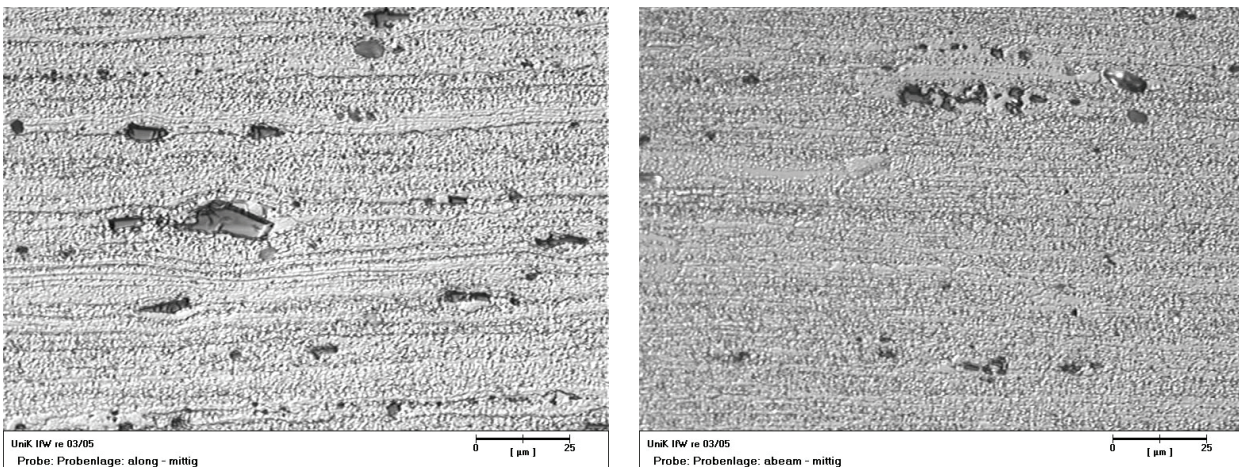 UniK IfW re 03/05
0 25
[ µm ]
Probe: Probenlage: along - mittig
UniK IfW re 03/05
0 25
[ µm ]
Probe: Probenlage: abeam - mittig